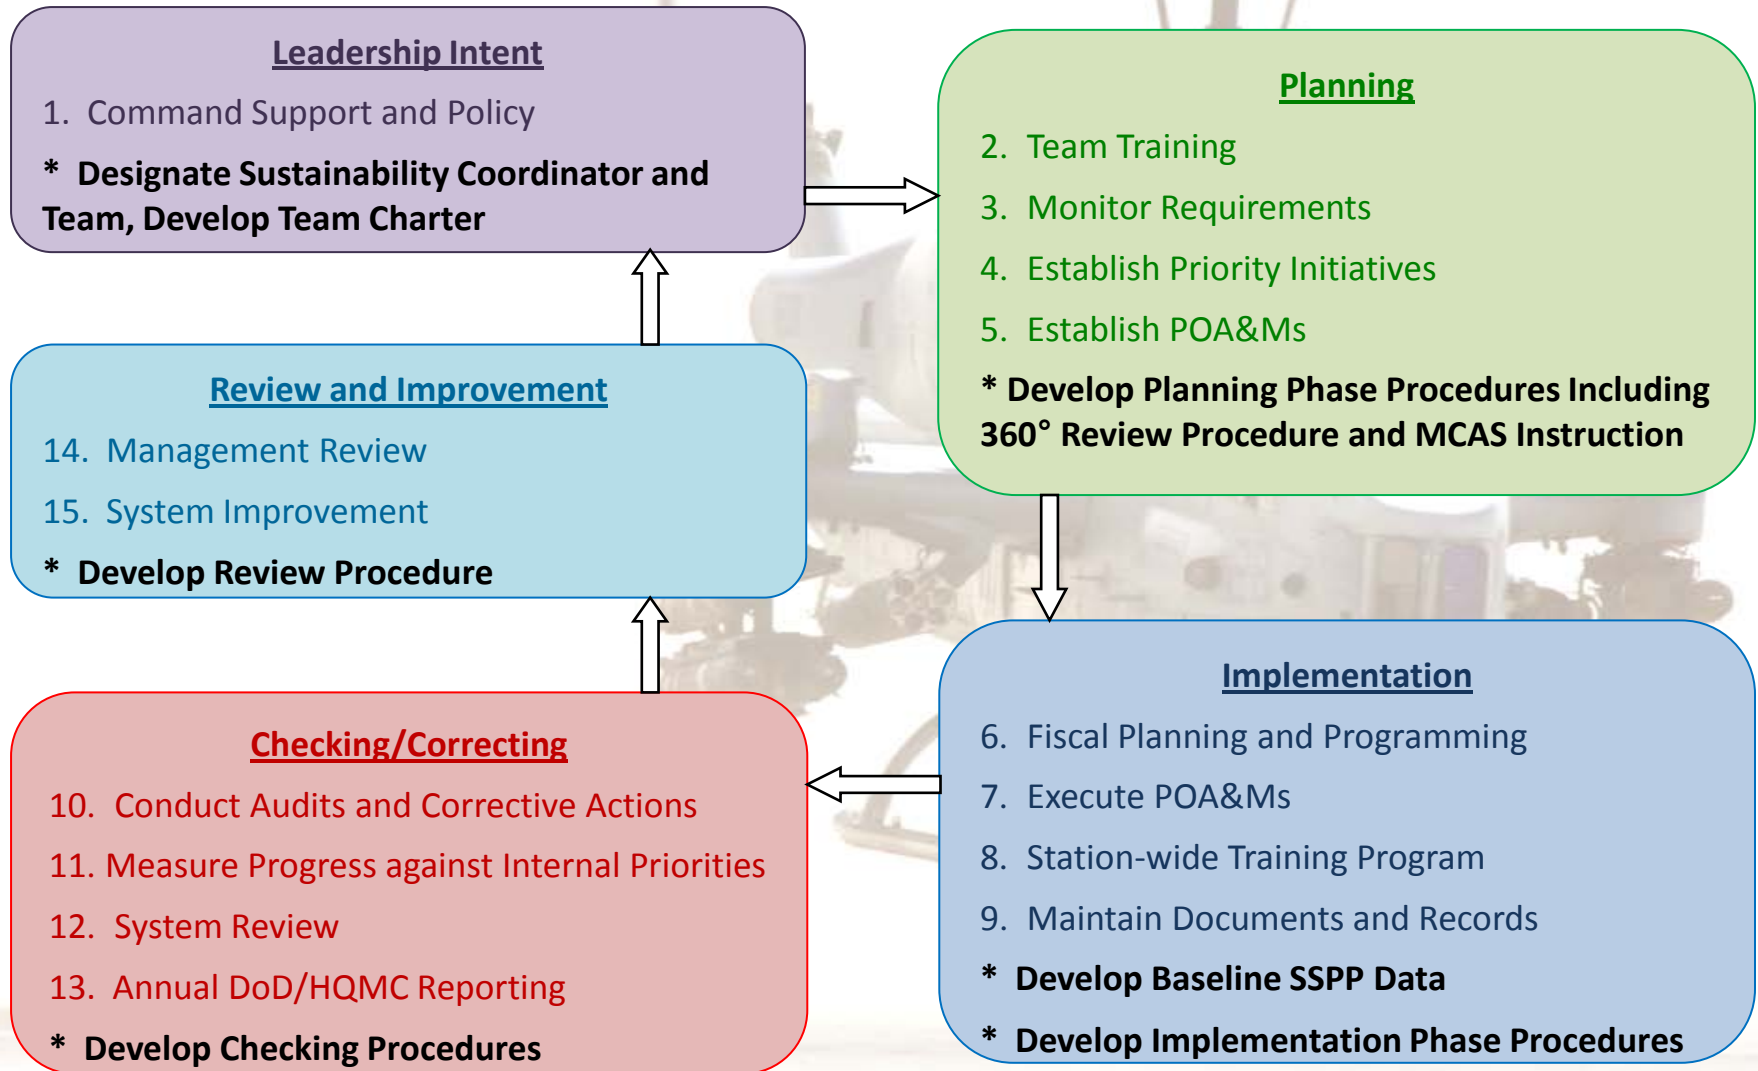 Leadership Intent
1. Command Support and Policy
* Designate Sustainability Coordinator and
Team, Develop Team Charter
Planning
2. Team Training
3. Monitor Requirements
4. Establish Priority Initiatives
5. Establish POA&Ms
* Develop Planning Phase Procedures Including
360° Review Procedure and MCAS Instruction
Implementation
6. Fiscal Planning and Programming
7. Execute POA&Ms
8. Station-wide Training Program
9. Maintain Documents and Records
* Develop Baseline SSPP Data
* Develop Implementation Phase Procedures
Checking/Correcting
10. Conduct Audits and Corrective Actions
11. Measure Progress against Internal Priorities
12. System Review
13. Annual DoD/HQMC Reporting
* Develop Checking Procedures
Review and Improvement
14. Management Review
15. System Improvement
* Develop Review Procedure